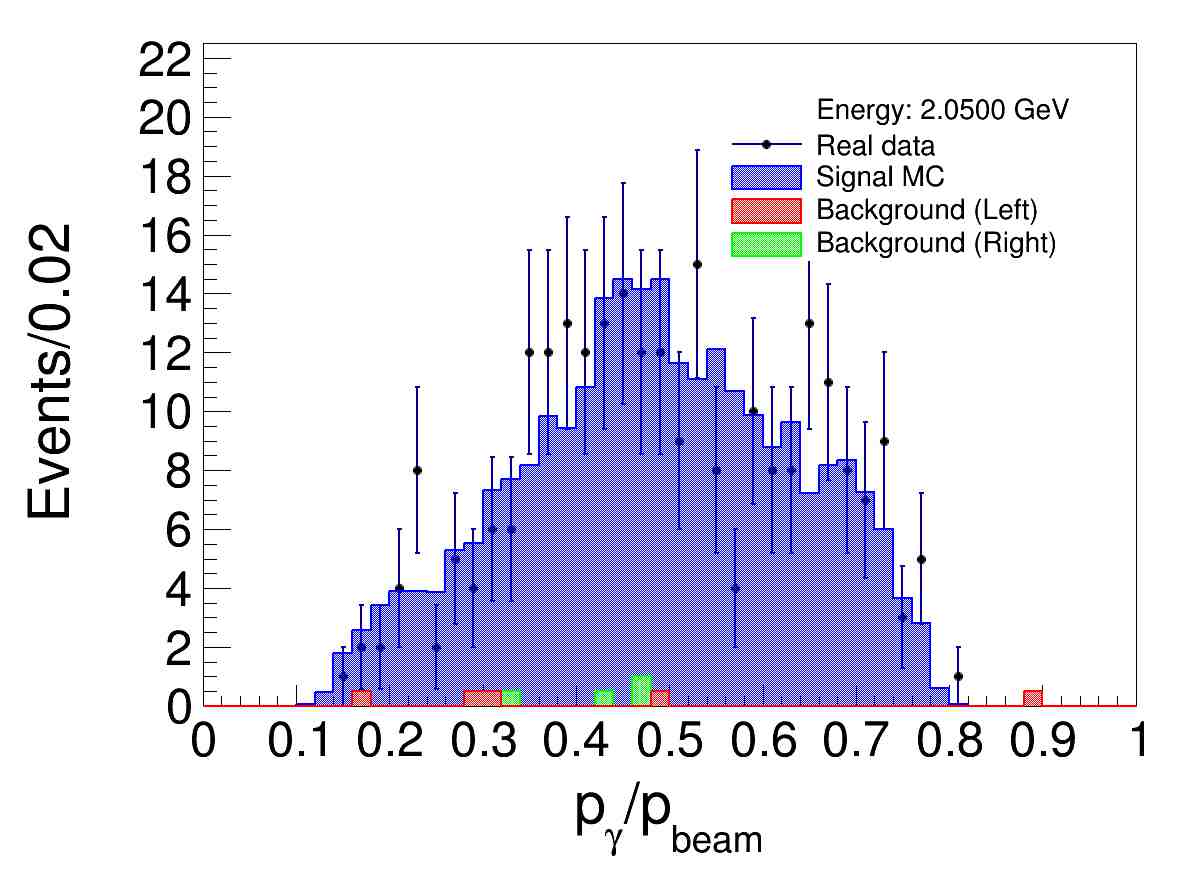 22
20
18
16
14
12
10
8
6
4
2
0
Events/0.02
Energy: 2.0500 GeV
Real data
Signal MC
Background (Left)
Background (Right)
0 0.1 0.2 0.3 0.4 0.5 0.6 0.7 0.8 0.9 1
pγ/pbeam